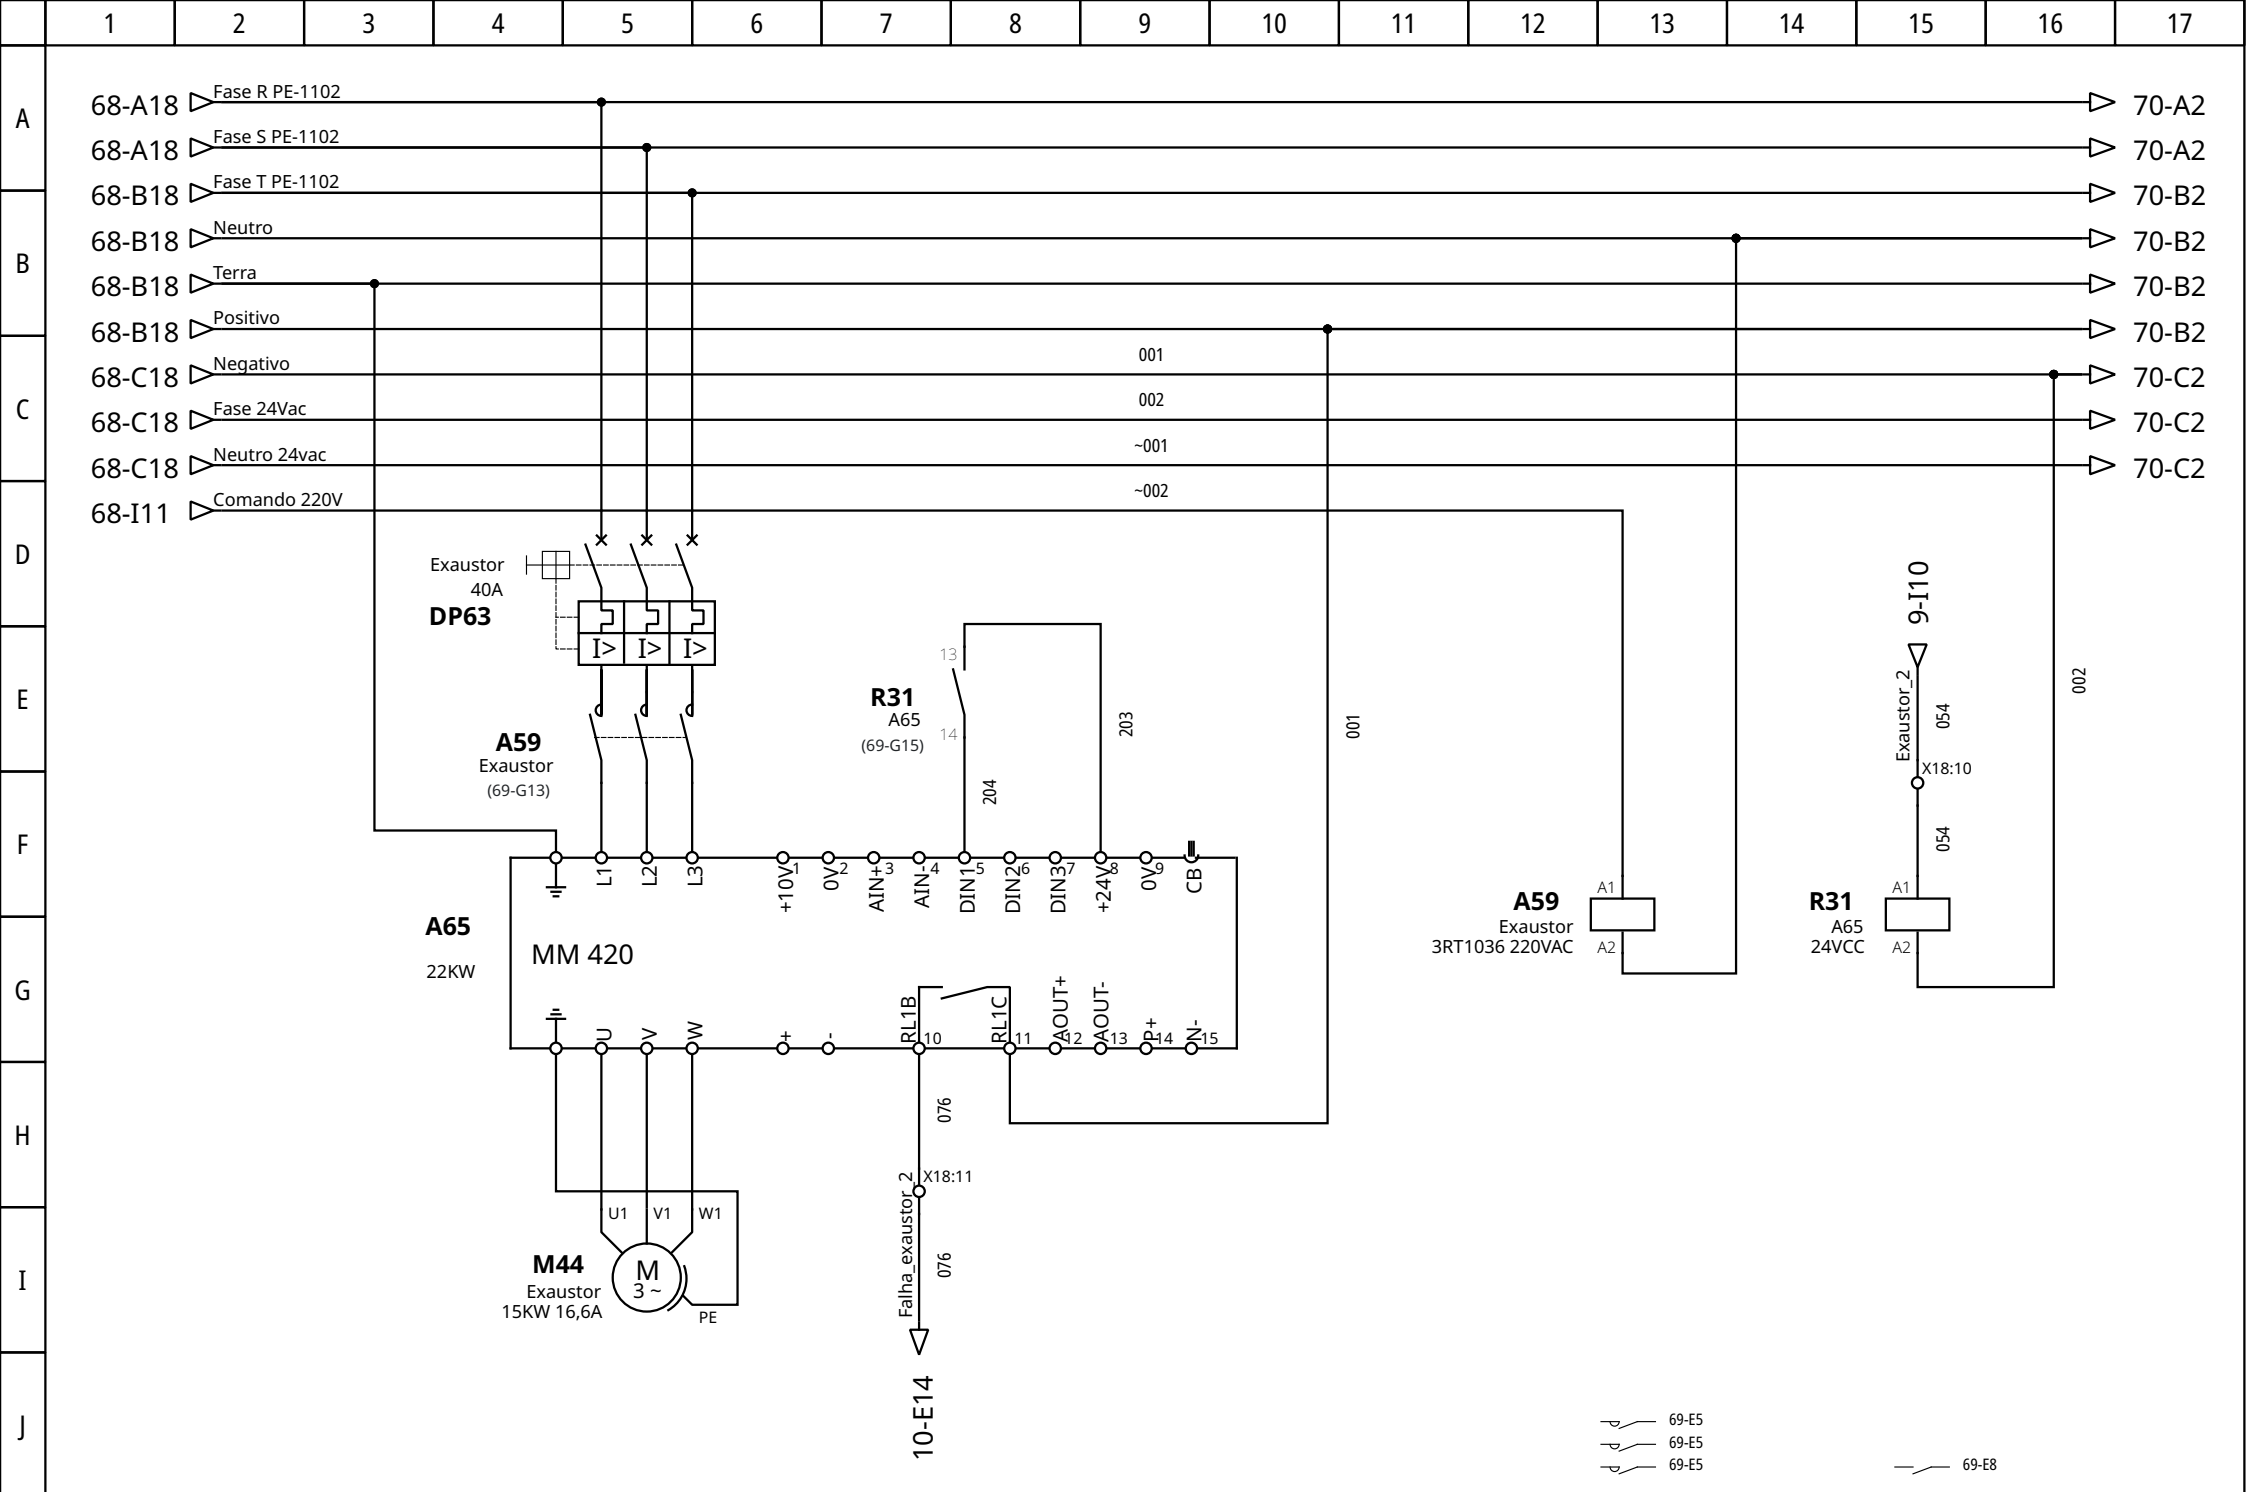 1 2 3 4 5 6 7 8 9 10 11 12 13 14 15 16 17
A
B
C
D
E
F
G
H
I
J
68-A18 Fase R PE-1102 70-A2
68-A18 Fase S PE-1102 70-A2
68-B18 Fase T PE-1102 70-B2
68-B18 Neutro 70-B2
68-B18 Terra 70-B2
68-B18 Positivo 70-B2
001
68-C18 Negativo 70-C2
002
68-C18 Fase 24Vac 70-C2
~001
68-C18 Neutro 24vac 70-C2
~002
68-I11 Comando 220V
Exaustor
40A
DP63
I> I> I>
A59
Exaustor
(69-G13)
13
R31
A65
(69-G15)
14
204
203
001
9-I10
Exaustor_2
054
X18:10
054
002
L1 L2 L3 +10V 1 0V 2 AIN+ 3 AIN- 4 DIN1 5 DIN2 6 DIN3 7 +24V 8 0V 9 CB
A65
22KW
MM 420
U V W + - RL1B 10 RL1C 11 AOUT+ 12 AOUT- 13 P+ 14 N- 15
A59
Exaustor
3RT1036 220VAC
A1
A2
R31
A65
24VCC
A1
A2
076
X18:11
Falha_exaustor_2
076
10-E14
U1 V1 W1
M44
Exaustor
15KW 16,6A
M
3 ~
PE
69-E5
69-E5
69-E5
69-E8